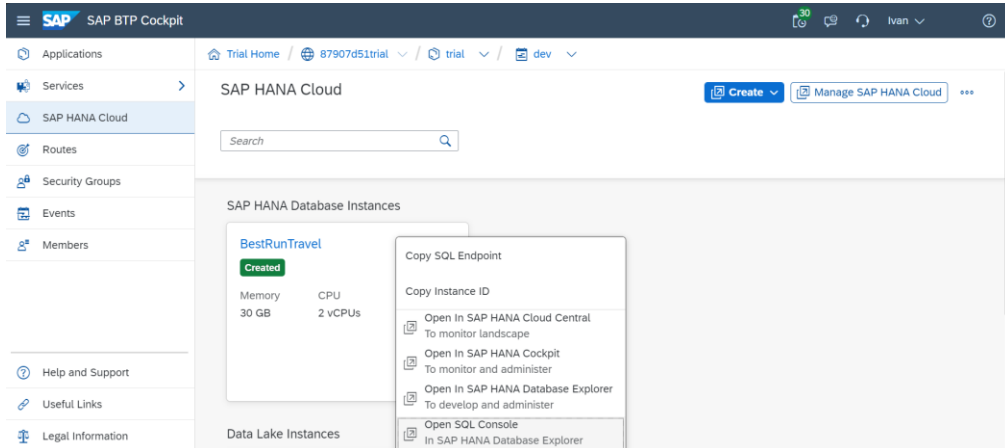 SAP SAP BTP Cockpit
30
Ivan
Applications
Services
SAP HANA Cloud
Routes
Security Groups
Events
Members
Help and Support
Useful Links
Legal Information
Trial Home / 87907d51trial / trial / dev
SAP HANA Cloud
Create
Manage SAP HANA Cloud
Search
SAP HANA Database Instances
BestRunTravel
Created
Memory CPU
30 GB 2 vCPUs
Copy SQL Endpoint
Copy Instance ID
Open In SAP HANA Cloud Central
To monitor landscape
Open In SAP HANA Cockpit
To monitor and administer
Open In SAP HANA Database Explorer
To develop and administer
Open SQL Console
In SAP HANA Database Explorer
Data Lake Instances